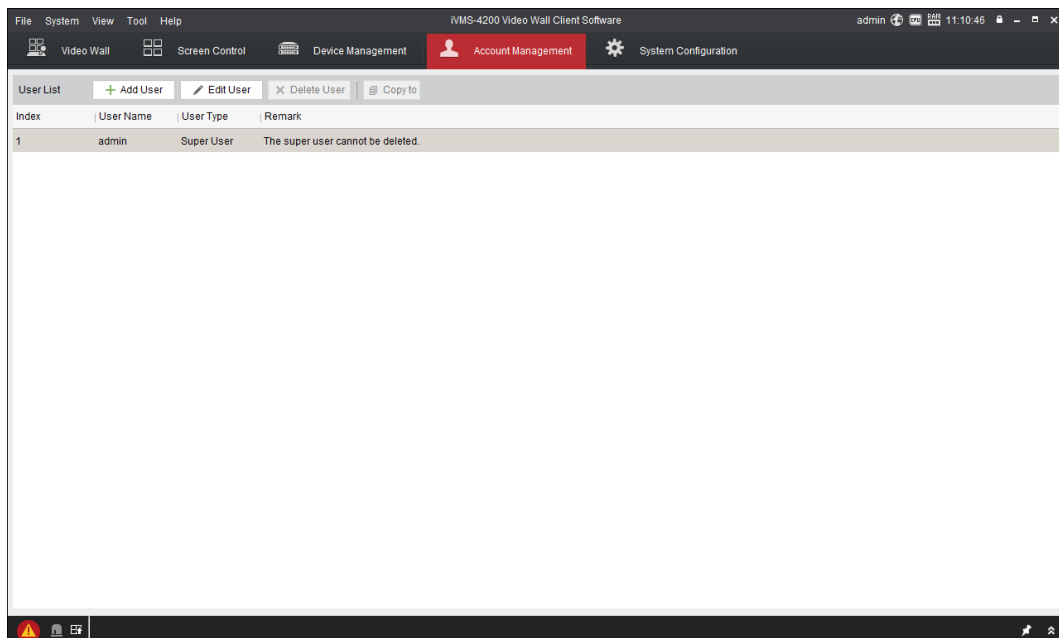 File System View Tool Help iVMS-4200 Video Wall Client Software admin CPU RAM 11:10:46
Video Wall Screen Control Device Management Account Management System Configuration
User List Add User Edit User Delete User Copy to
Index User Name User Type Remark
1 admin Super User The super user cannot be deleted.